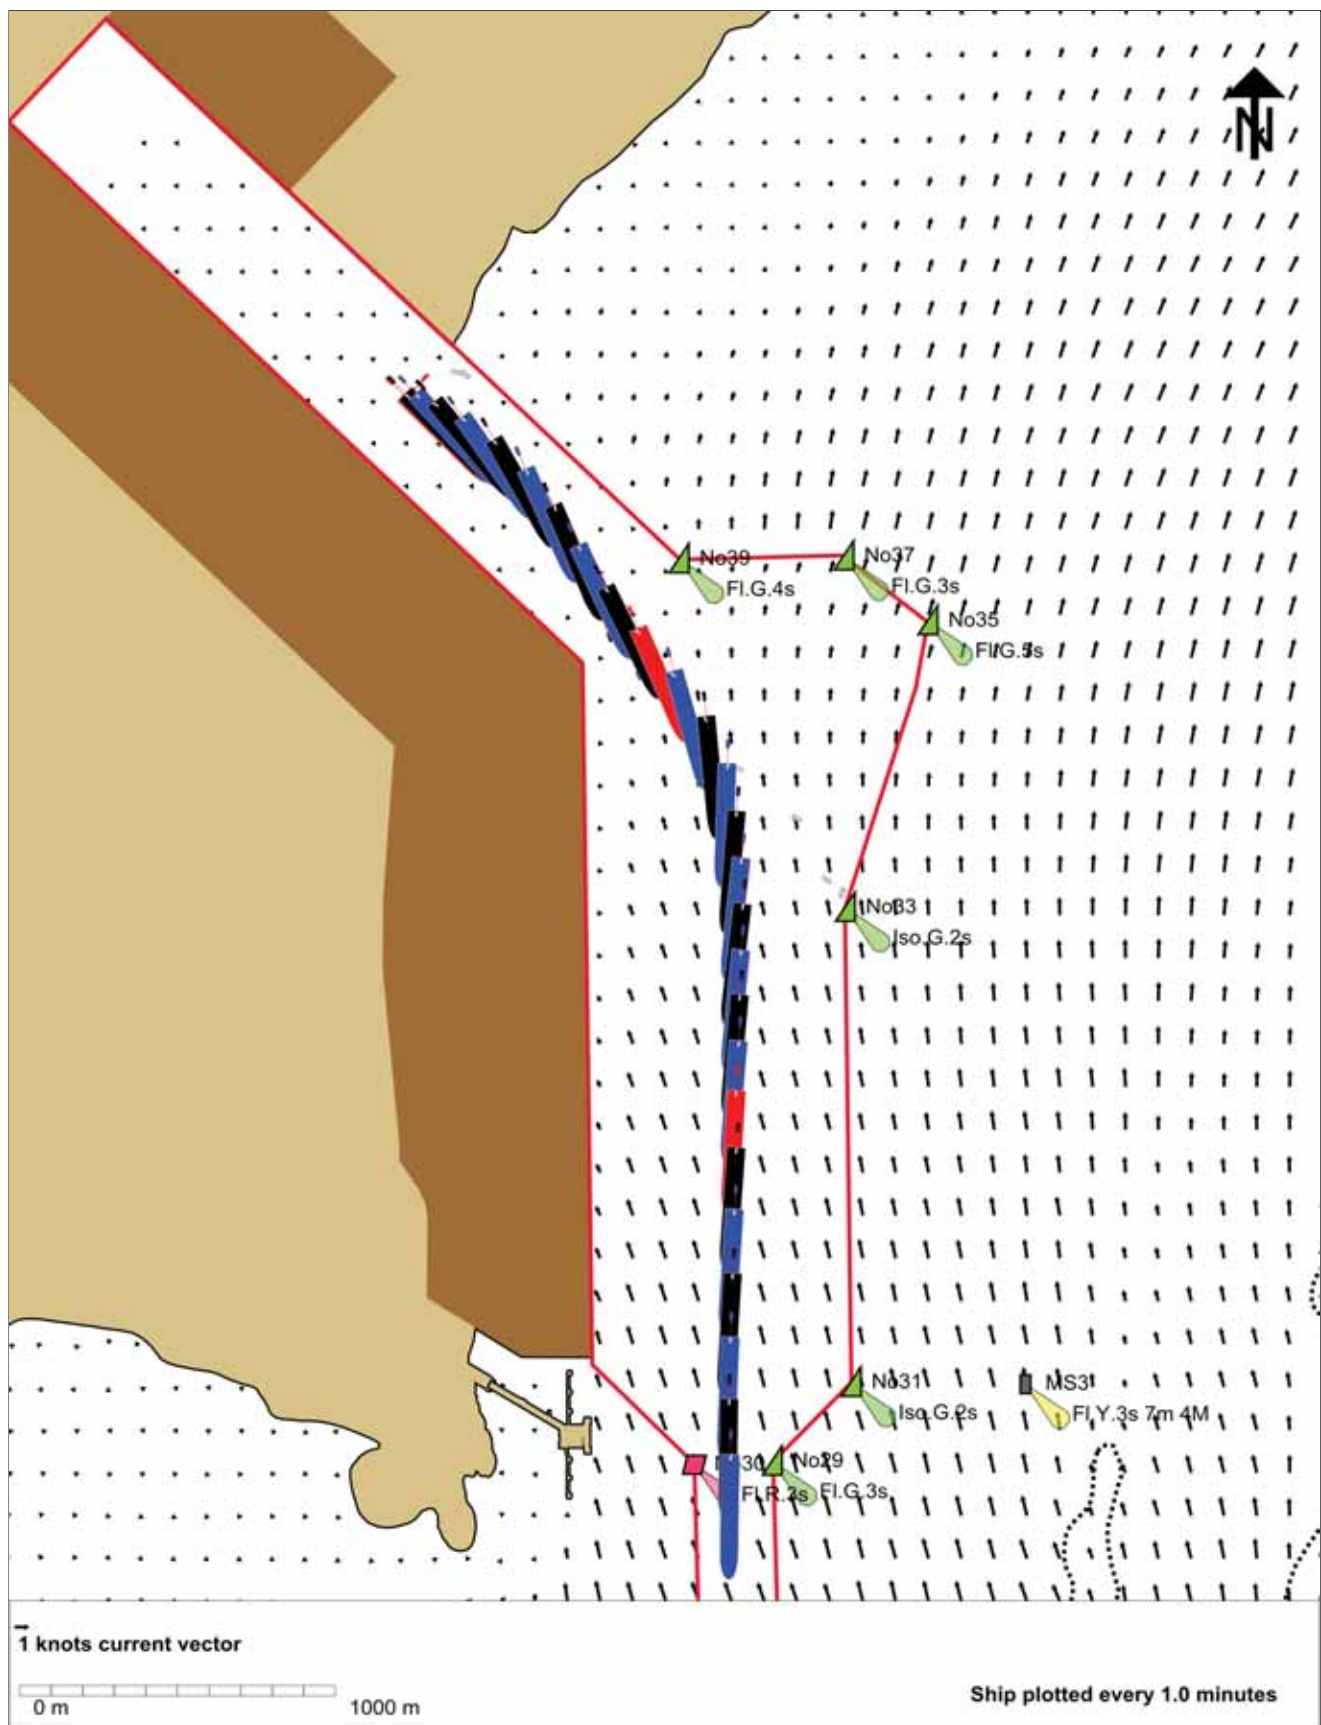 N
No39
No37
Fl.G.4s
Fl.G.3s
No35
Fl.G.5s
No33
Iso.G.2s
No31
MS3
Iso.G.2s
Fl.Y.3s 7m 4M
No29
Fl.R.3s
Fl.G.3s
1 knots current vector
0 m
1000 m
Ship plotted every 1.0 minutes